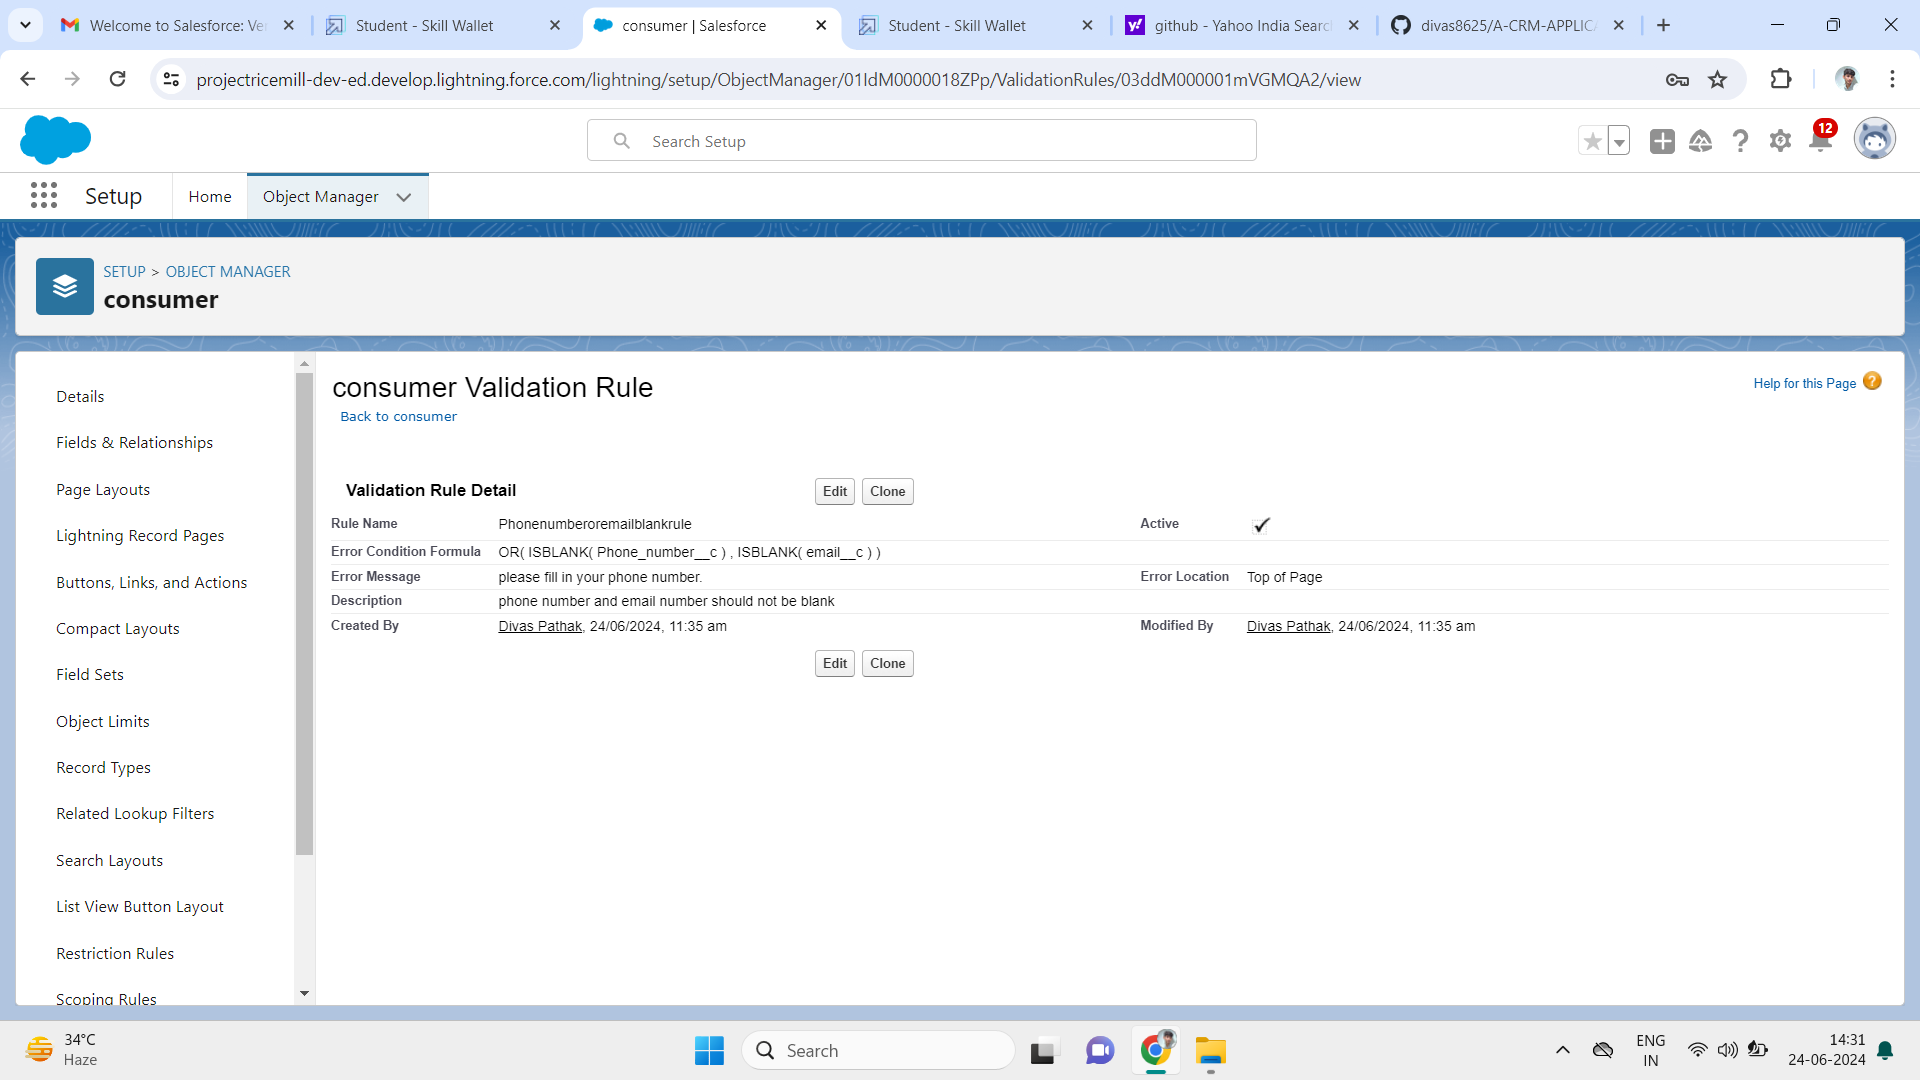 Welcome to Salesforce: Ve
Student - Skill Wallet
consumer | Salesforce
Student - Skill Wallet
github - Yahoo India Searc
divas8625/A-CRM-APPLICA
projectricemill-dev-ed.develop.lightning.force.com/lightning/setup/ObjectManager/01IdM0000018ZPp/ValidationRules/03ddM000001mVGMQA2/view
Search Setup
12
Setup
Home
Object Manager
SETUP > OBJECT MANAGER
consumer
Details
Fields & Relationships
Page Layouts
Lightning Record Pages
Buttons, Links, and Actions
Compact Layouts
Field Sets
Object Limits
Record Types
Related Lookup Filters
Search Layouts
List View Button Layout
Restriction Rules
Scoping Rules
consumer Validation Rule
Back to consumer
Help for this Page ?
Validation Rule Detail
Edit Clone
Rule Name Phonenumberoremailblankrule Active
Error Condition Formula OR( ISBLANK( Phone_number__c ) , ISBLANK( email__c ) )
Error Message please fill in your phone number. Error Location Top of Page
Description phone number and email number should not be blank
Created By Divas Pathak, 24/06/2024, 11:35 am Modified By Divas Pathak, 24/06/2024, 11:35 am
Edit Clone
34°C
Haze
Search
ENG
IN
14:31
24-06-2024